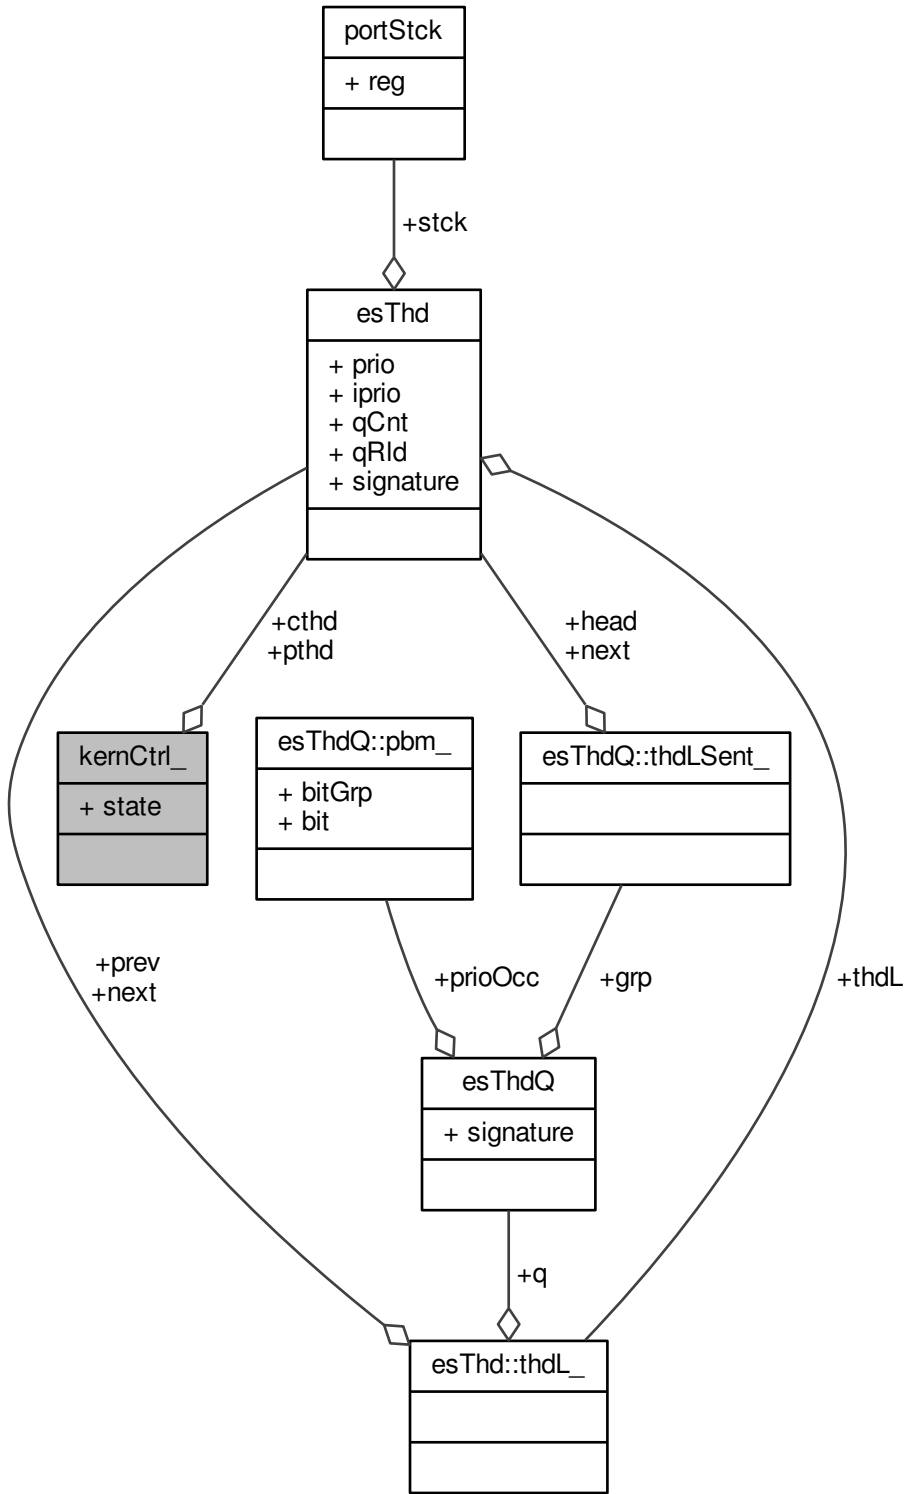 portStck
+ reg
+stck
esThd
+ prio
+ iprio
+ qCnt
+ qRld
+ signature
+cthd
+pthd
+head
+next
kernCtrl_
+ state
esThdQ::pbm_
+ bitGrp
+ bit
esThdQ::thdLSent_
+prev
+next
+prioOcc
+grp
+thdL
esThdQ
+ signature
+q
esThd::thdL_